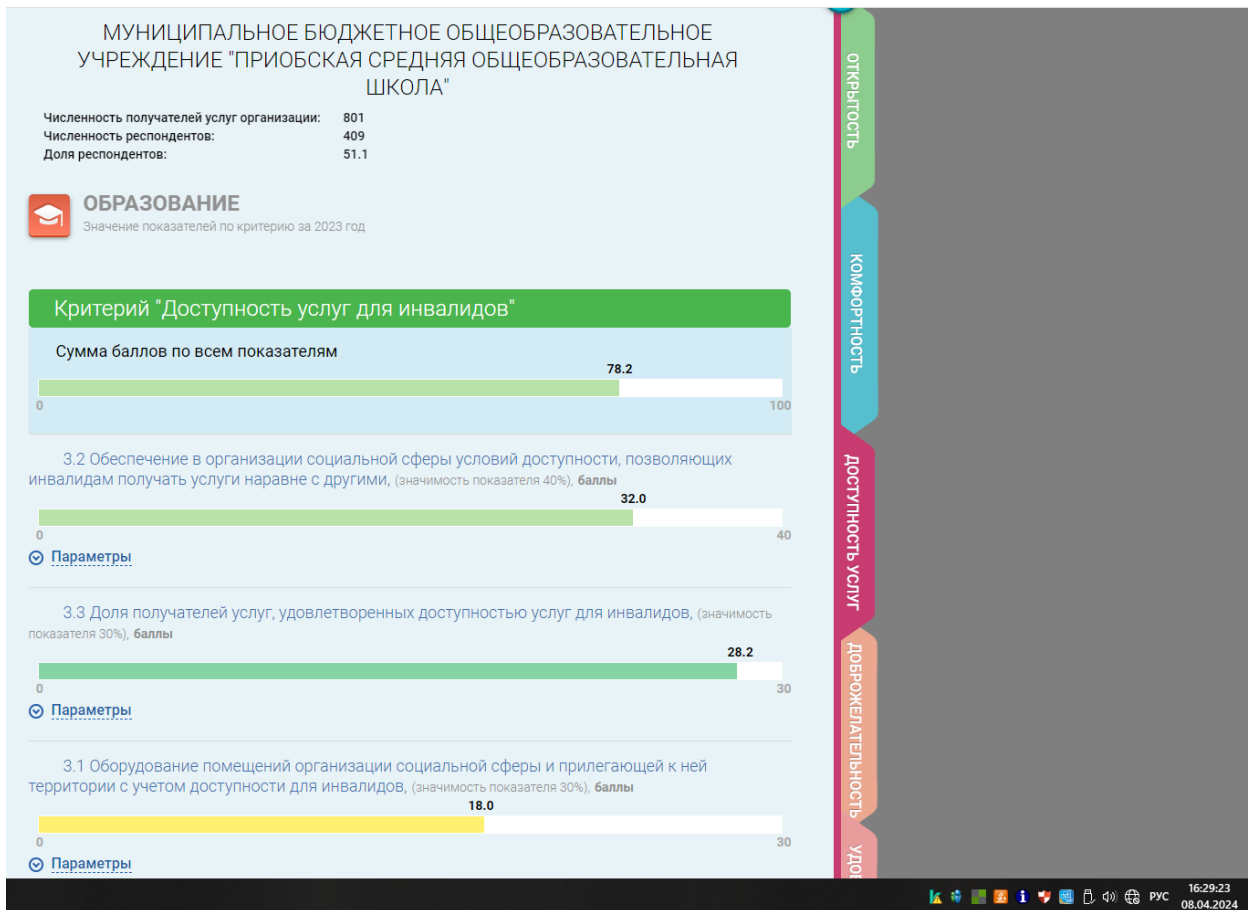 МУНИЦИПАЛЬНОЕ БЮДЖЕТНОЕ ОБЩЕОБРАЗОВАТЕЛЬНОЕ
УЧРЕЖДЕНИЕ "ПРИОБСКАЯ СРЕДНЯЯ ОБЩЕОБРАЗОВАТЕЛЬНАЯ
ШКОЛА"
Численность получателей услуг организации: 801
Численность респондентов: 409
Доля респондентов: 51.1
ОБРАЗОВАНИЕ
Значение показателей по критерию за 2023 год
Критерий "Доступность услуг для инвалидов"
Сумма баллов по всем показателям
78.2
0 100
3.2 Обеспечение в организации социальной сферы условий доступности, позволяющих
инвалидам получать услуги наравне с другими, (значимость показателя 40%), баллы
32.0
0 40
Параметры
3.3 Доля получателей услуг, удовлетворенных доступностью услуг для инвалидов, (значимость
показателя 30%), баллы
28.2
0 30
Параметры
3.1 Оборудование помещений организации социальной сферы и прилегающей к ней
территории с учетом доступности для инвалидов, (значимость показателя 30%), баллы
18.0
0 30
Параметры
ОТКРЫТОСТЬ
КОМФОРТНОСТЬ
ДОСТУПНОСТЬ УСЛУГ
ДОБРОЖЕЛАТЕЛЬНОСТЬ
УДОВ
РУС
16:29:23
08.04.2024